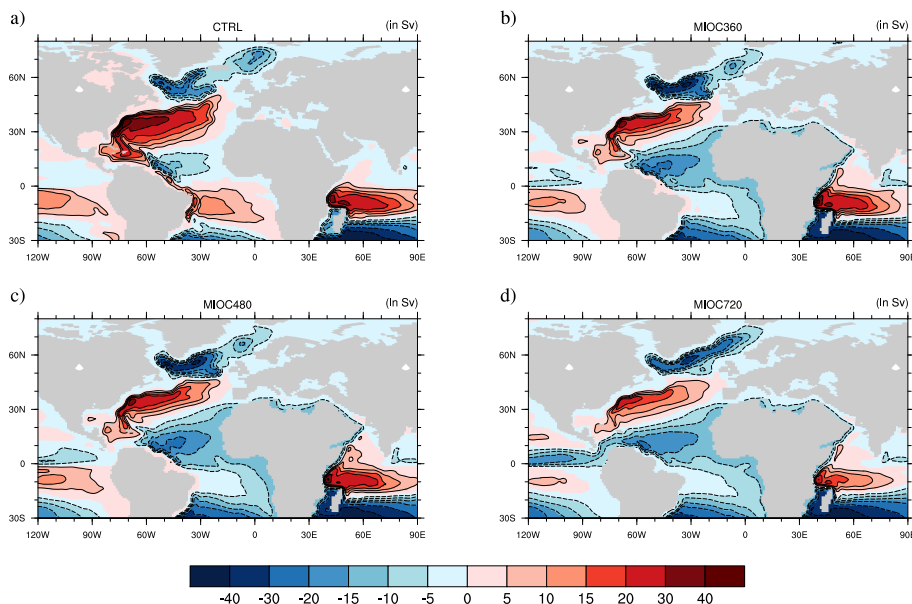 a)
CTRL
(in Sv)
60N
30N
0
30S
120W 90W 60W 30W 0 30E 60E 90E
b)
MIOC360
(in Sv)
60N
30N
0
30S
120W 90W 60W 30W 0 30E 60E 90E
c)
MIOC480
(In Sv)
60N
30N
0
30S
120W 90W 60W 30W 0 30E 60E 90E
d)
MIOC720
(In Sv)
60N
30N
0
30S
120W 90W 60W 30W 0 30E 60E 90E
-40 -30 -20 -15 -10 -5 0 5 10 15 20 30 40